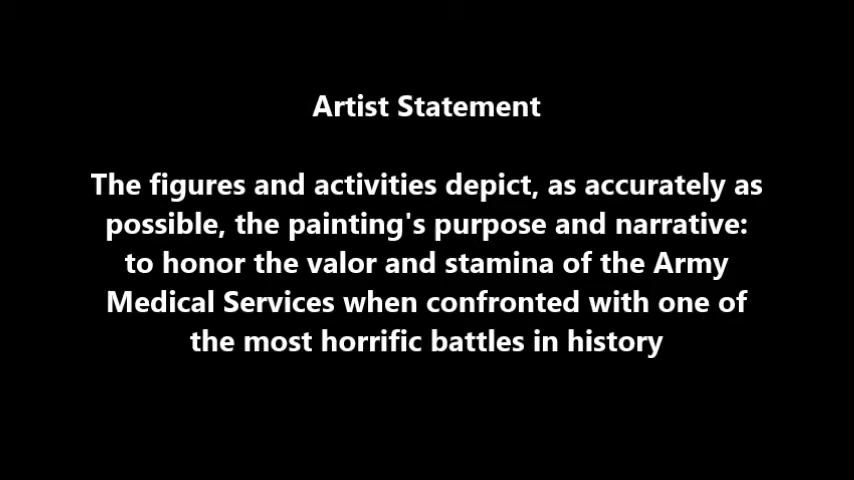 Artist Statement
The figures and activities depict, as accurately as
possible, the painting's purpose and narrative:
to honor the valor and stamina of the Army
Medical Services when confronted with one of
the most horrific battles in history